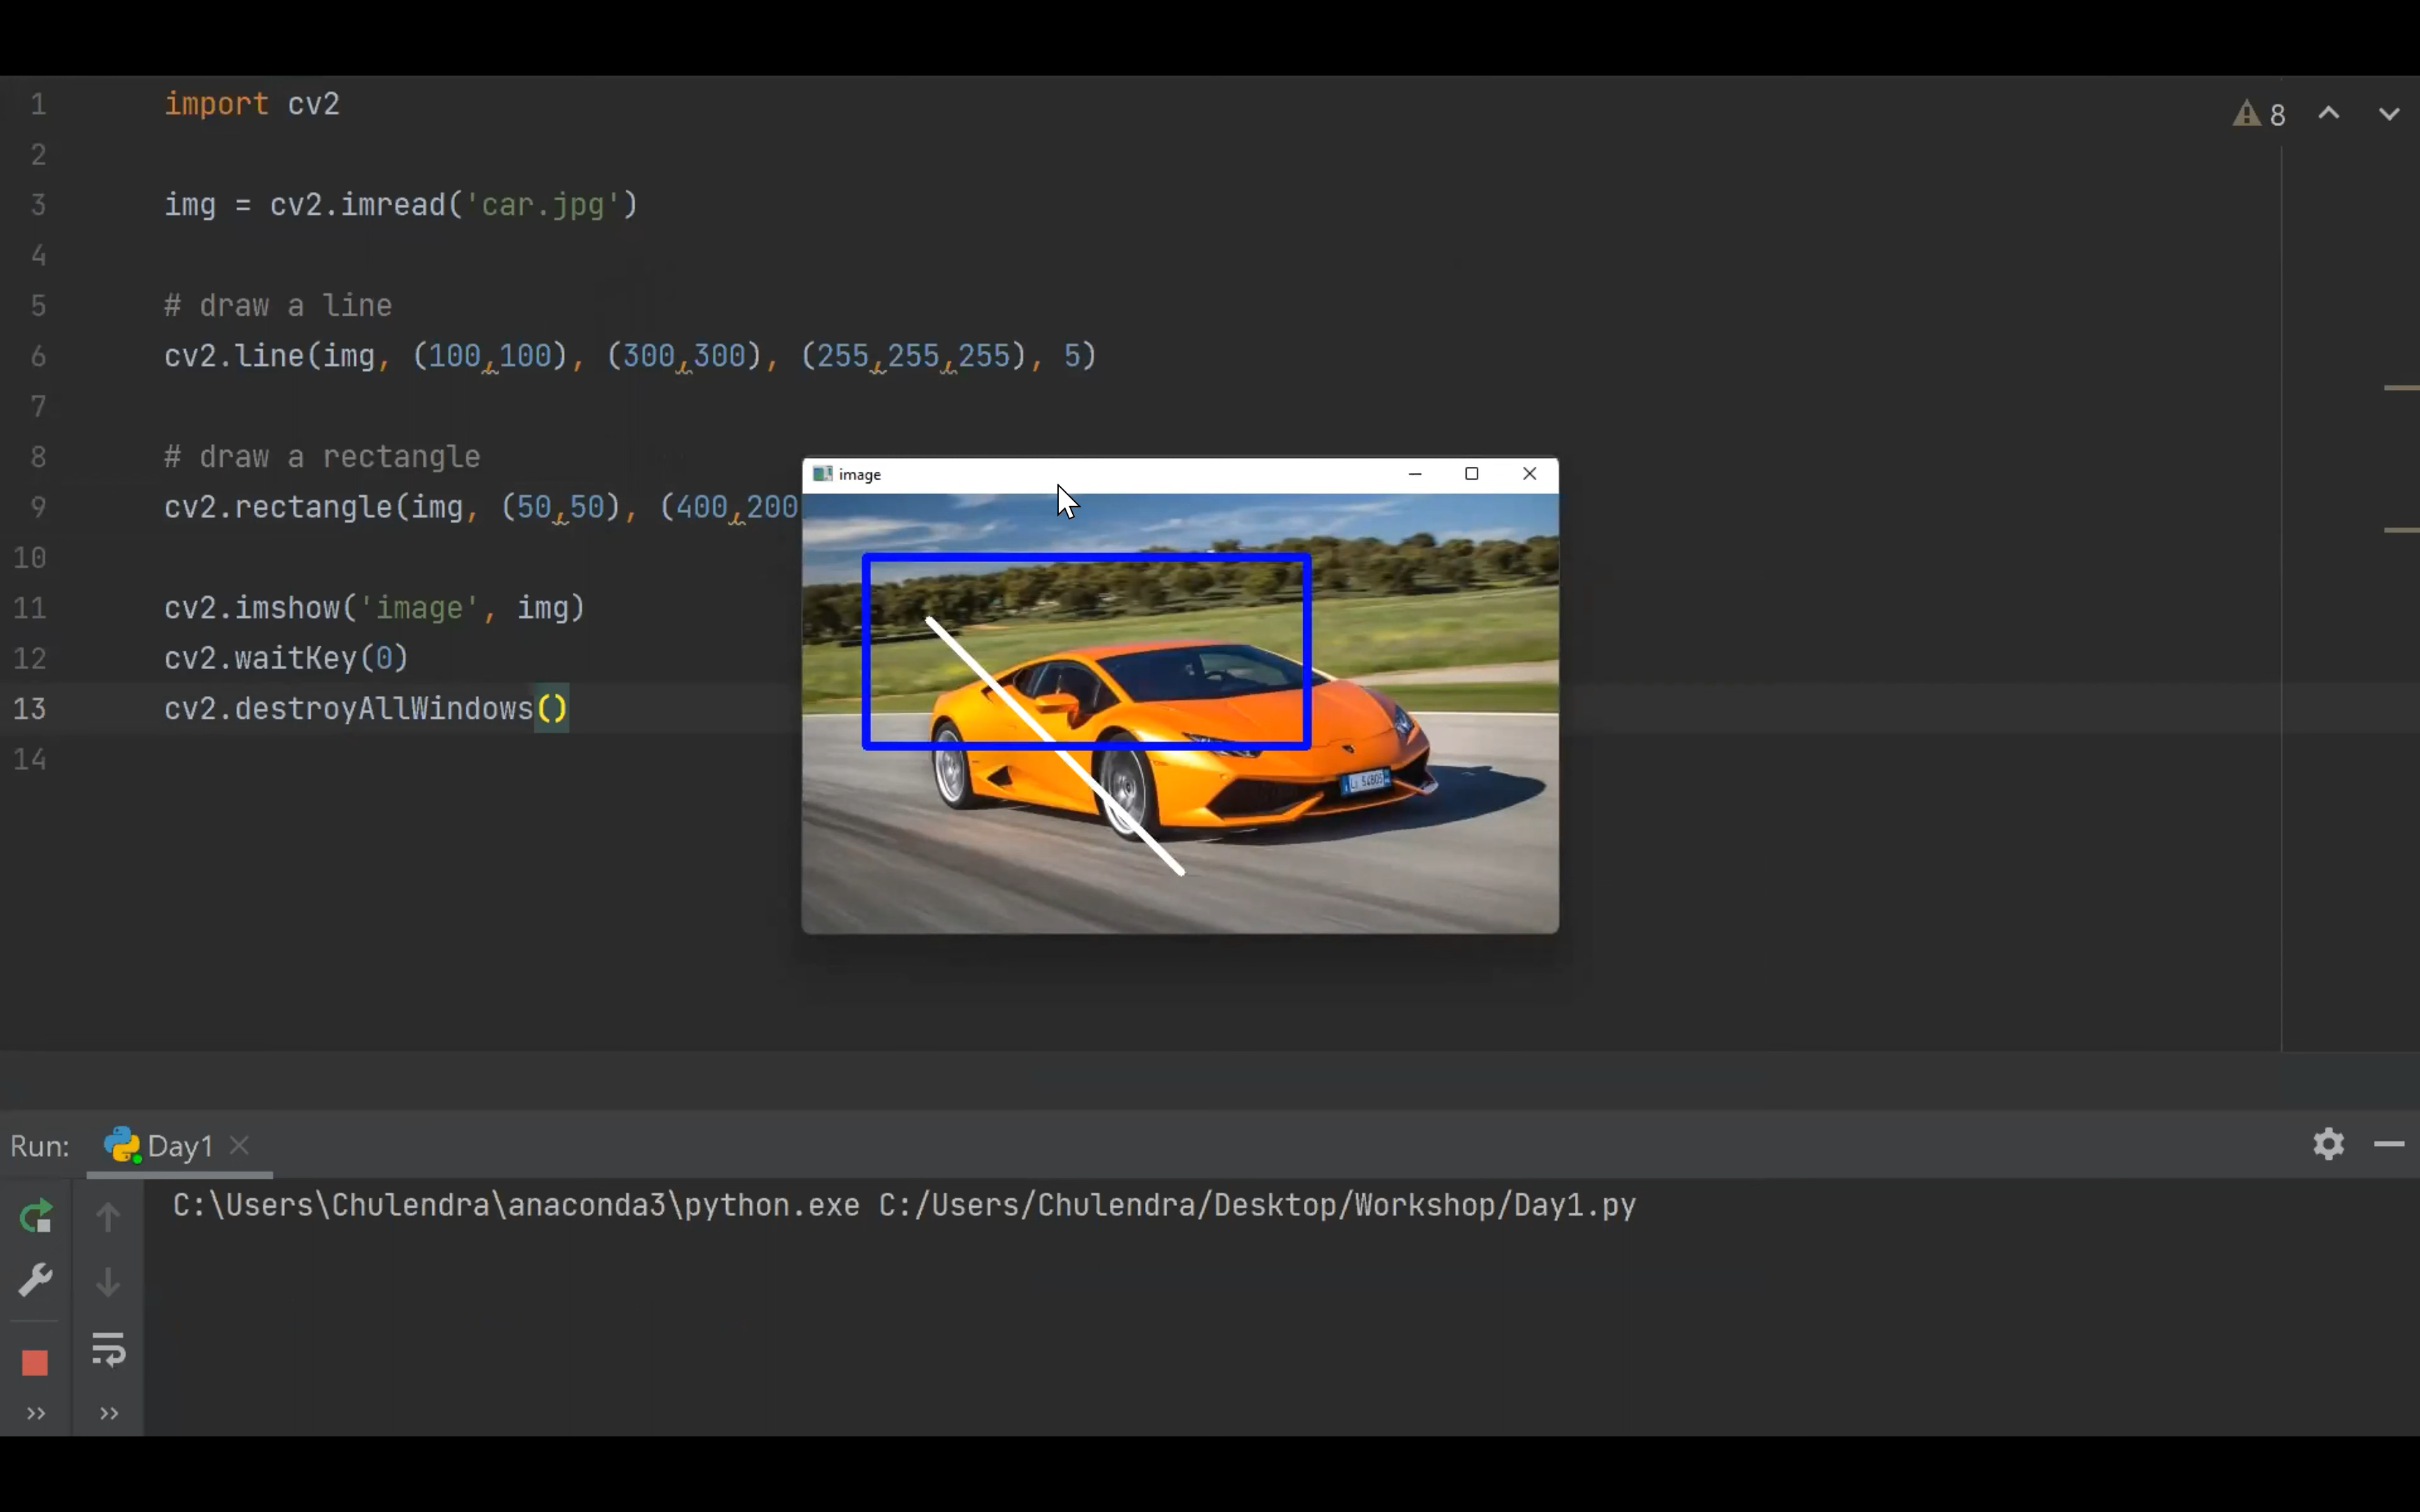 1 import cv2
2
3 img = cv2.imread('car.jpg')
4
5 # draw a line
6 cv2.line(img, (100,100), (300,300), (255,255,255), 5)
7
8 # draw a rectangle
9 cv2.rectangle(img, (50,50), (400,200
10
11 cv2.imshow('image', img)
12 cv2.waitKey(0)
13 cv2.destroyAllWindows()
14
8
image
Run: Day1
C:\Users\Chulendra\anaconda3\python.exe C:/Users/Chulendra/Desktop/Workshop/Day1.py